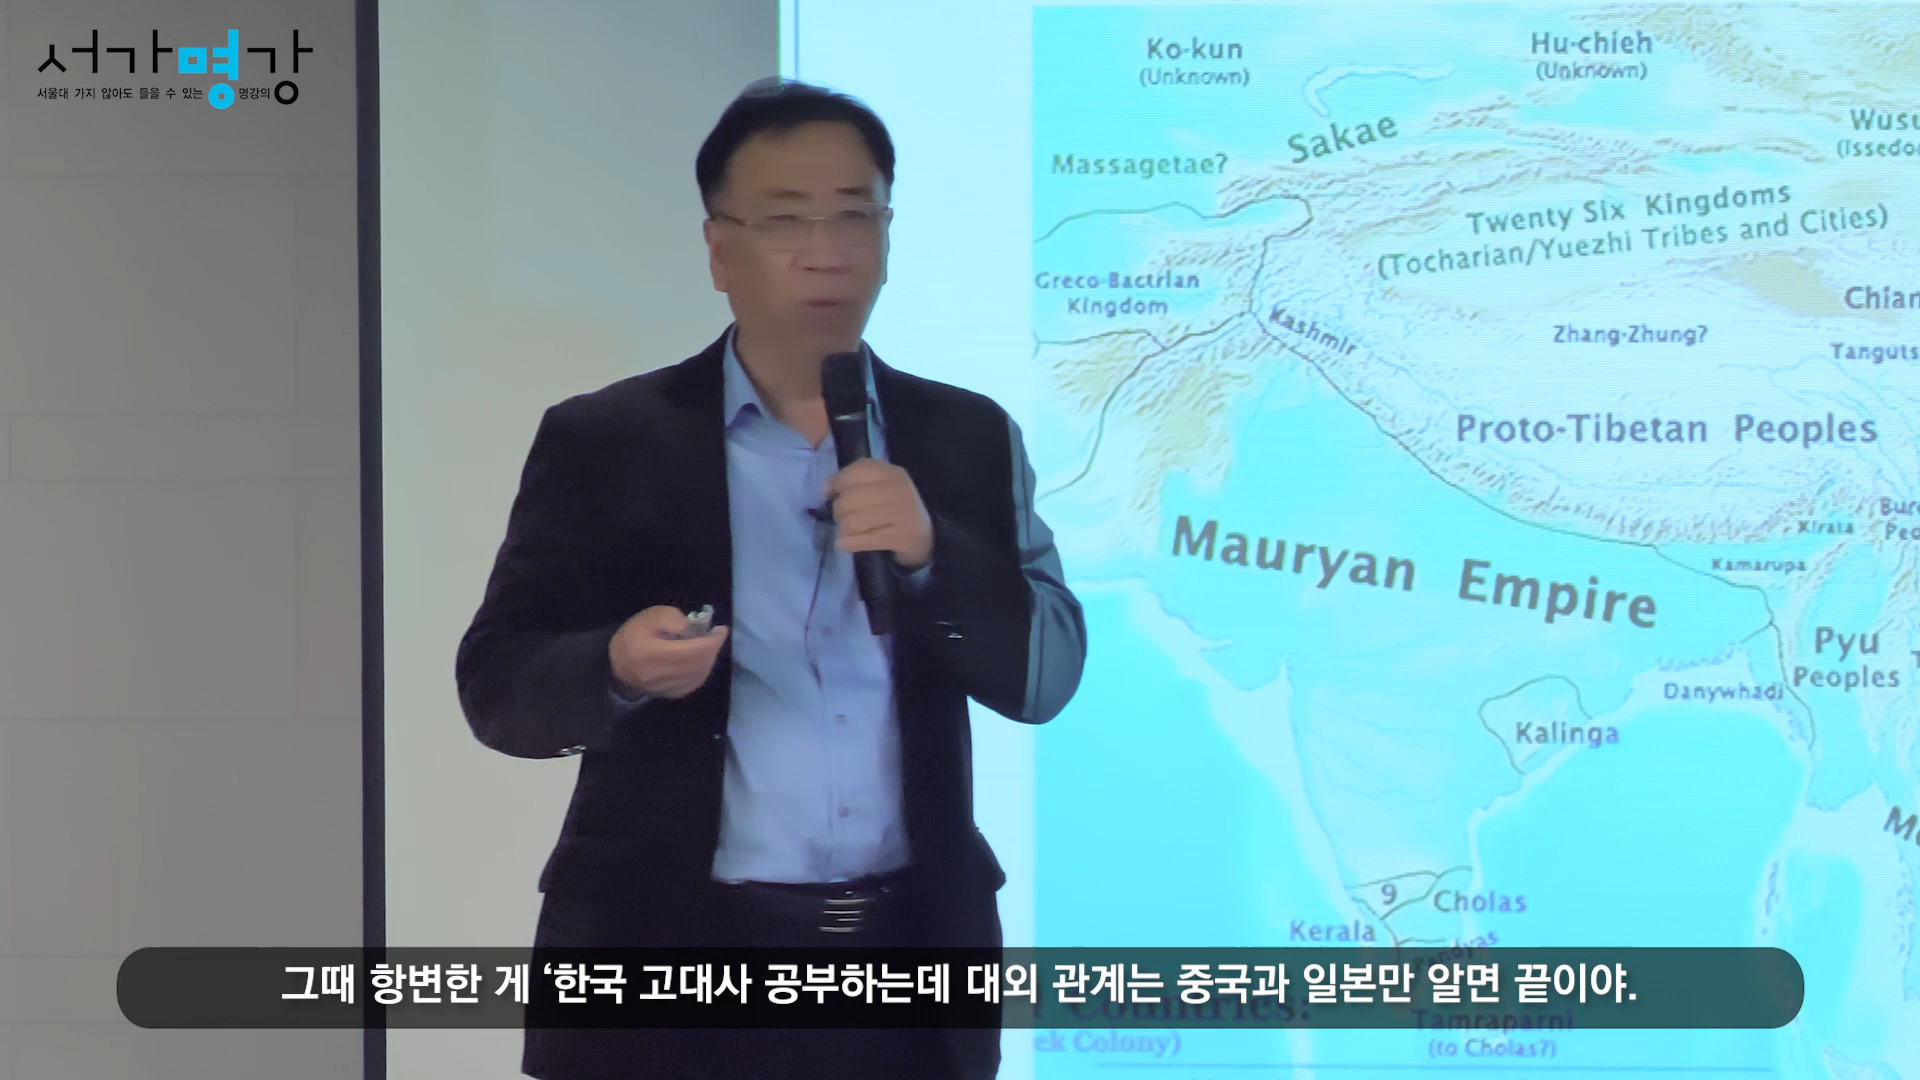 서가명강
서울대 가지 않아도 들을 수 있는 명강의
Ko-kun
(Unknown)
Hu-chieh
(Unknown)
Sakae
Massagetae?
Twenty Six Kingdoms
(Tocharian/Yuezhi Tribes and Cities)
Greco-Bactrian
Kingdom
Kashmir
Zhang-Zhung?
Tanguts
Proto-Tibetan Peoples
Kirata
Kamarupa
Mauryan Empire
Pyu
Peoples
Danywhadi
Kalinga
9
Cholas
Kerala
Pandyas
그때 항변한 게 ‘한국 고대사 공부하는데 대외 관계는 중국과 일본만 알면 끝이야.
Countries:
Tamraparni
(to Cholas?)
Colony)